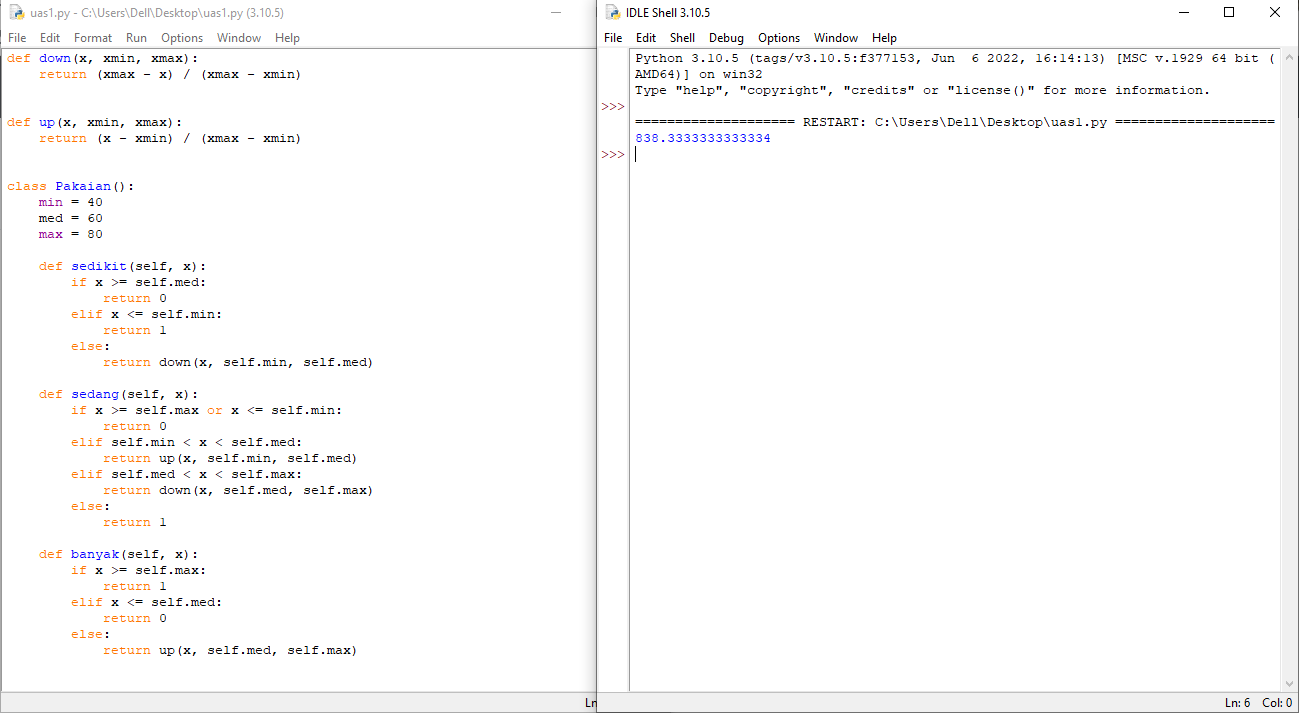 uas1.py - C:\Users\Dell\Desktop\uas1.py (3.10.5)
File Edit Format Run Options Window Help
def down(x, xmin, xmax):
    return (xmax - x) / (xmax - xmin)
def up(x, xmin, xmax):
    return (x - xmin) / (xmax - xmin)
class Pakaian():
    min = 40
    med = 60
    max = 80
    def sedikit(self, x):
        if x >= self.med:
            return 0
        elif x <= self.min:
            return 1
        else:
            return down(x, self.min, self.med)
    def sedang(self, x):
        if x >= self.max or x <= self.min:
            return 0
        elif self.min < x < self.med:
            return up(x, self.min, self.med)
        elif self.med < x < self.max:
            return down(x, self.med, self.max)
        else:
            return 1
    def banyak(self, x):
        if x >= self.max:
            return 1
        elif x <= self.med:
            return 0
        else:
            return up(x, self.med, self.max)
Ln
IDLE Shell 3.10.5
File Edit Shell Debug Options Window Help
Python 3.10.5 (tags/v3.10.5:f377153, Jun  6 2022, 16:14:13) [MSC v.1929 64 bit (
AMD64)] on win32
Type "help", "copyright", "credits" or "license()" for more information.
>>>
==================== RESTART: C:\Users\Dell\Desktop\uas1.py ====================
838.3333333333334
>>>
Ln: 6 Col: 0